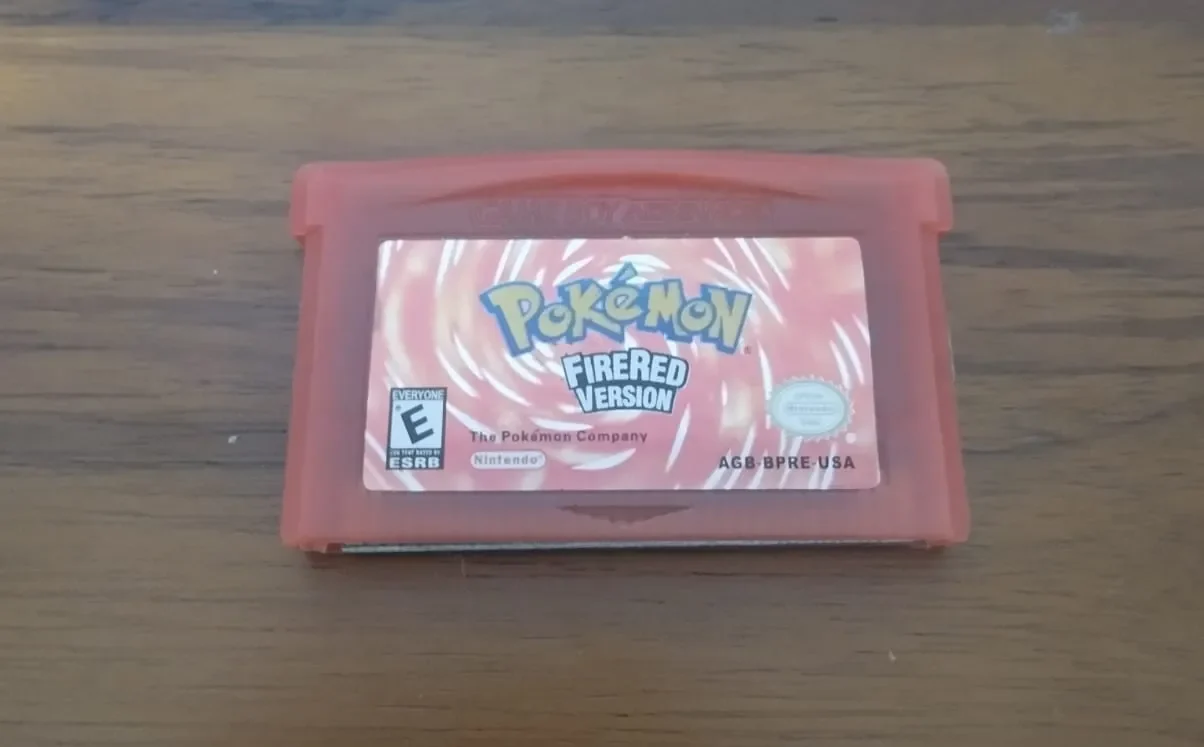 POKéMON
FIRERED
VERSION
EVERYONE
E
ESRB
The Pokémon Company
Nintendo®
AGB-BPRE-USA